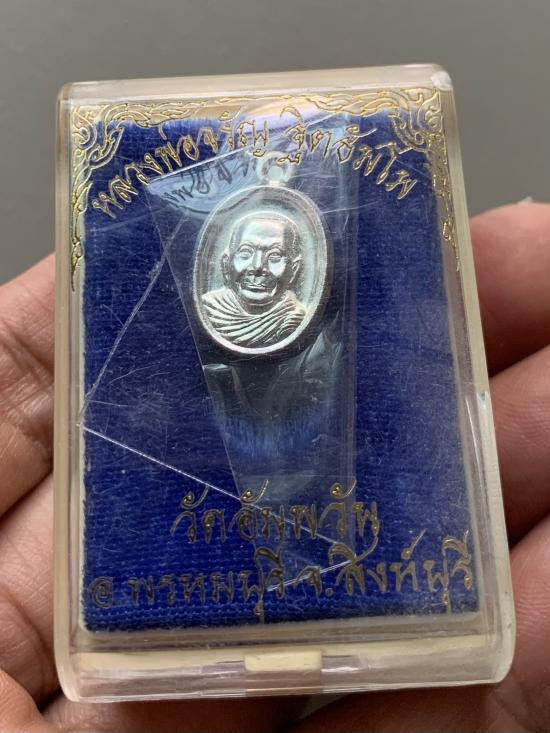 หลวงพ่อจรัญ ฐิตธัมโม
วัดอัมพวัน
อ.พรหมบุรี จ.สิงห์บุรี